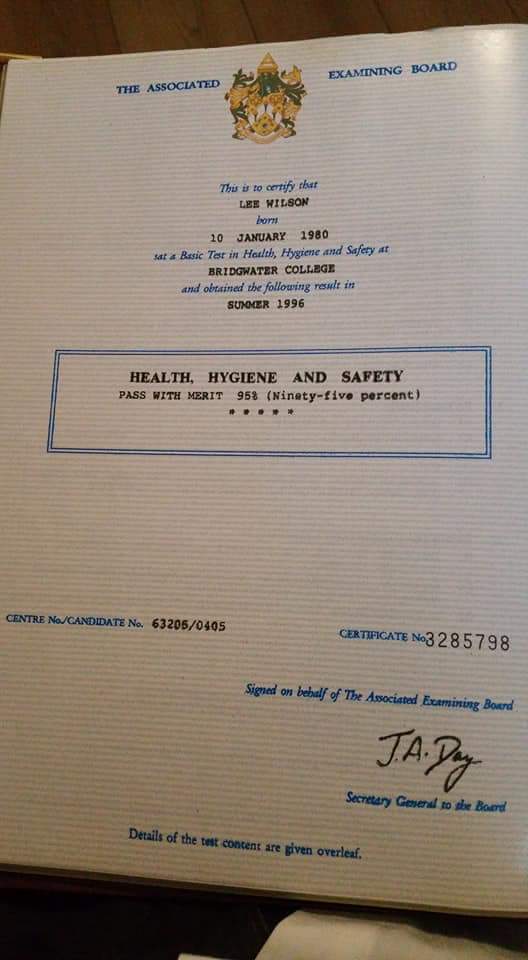 THE ASSOCIATED EXAMINING BOARD
This is to certify that
LEE WILSON
born
10 JANUARY 1980
sat a Basic Test in Health, Hygiene and Safety at
BRIDGWATER COLLEGE
and obtained the following result in
SUMMER 1996
HEALTH, HYGIENE AND SAFETY
PASS WITH MERIT 95% (Ninety-five percent)
* * * * *
CENTRE No./CANDIDATE No. 63205/0405
CERTIFICATE No. 3285798
Signed on behalf of The Associated Examining Board
J.A. Day
Secretary General to the Board
Details of the test content are given overleaf.